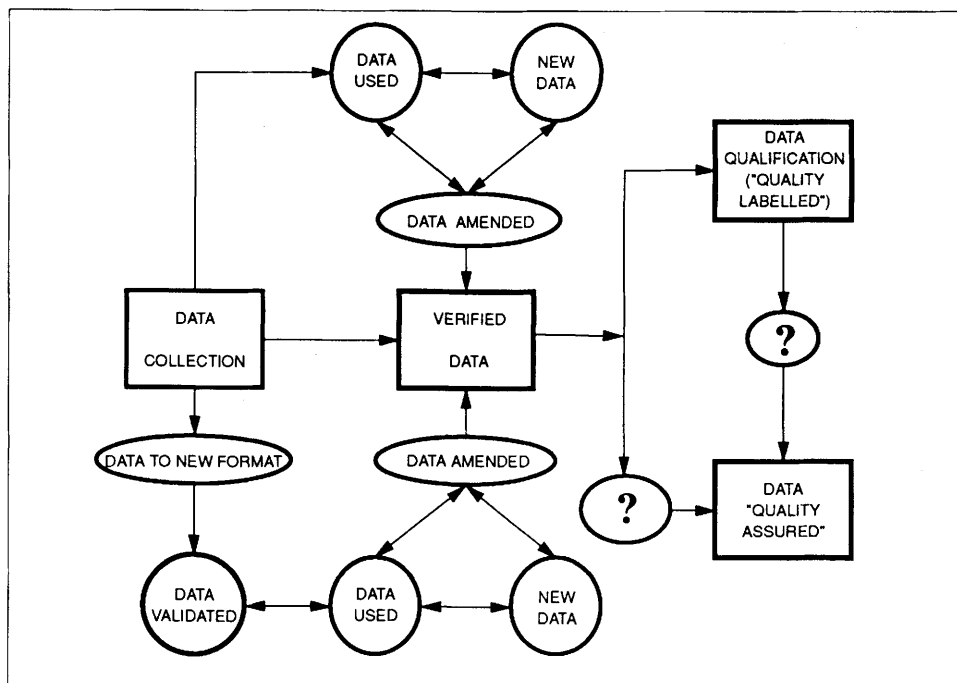 DATA
USED
NEW
DATA
DATA
QUALIFICATION
("QUALITY
LABELLED")
DATA AMENDED
DATA
COLLECTION
VERIFIED
DATA
?
DATA TO NEW FORMAT
DATA AMENDED
?
DATA
"QUALITY
ASSURED"
DATA
VALIDATED
DATA
USED
NEW
DATA